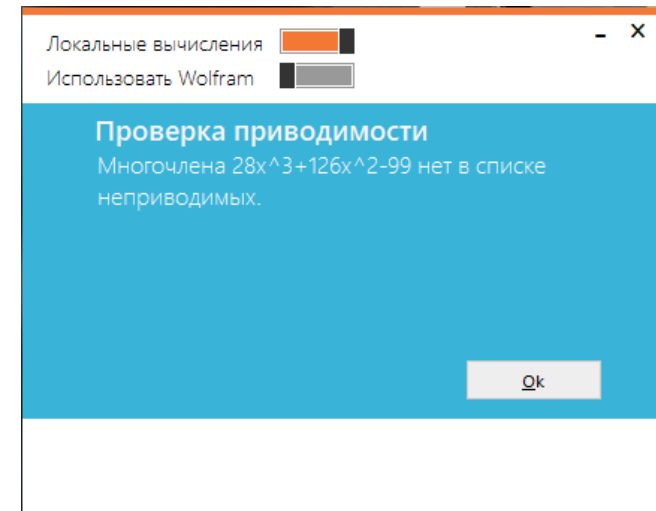 Локальные вычисления
Использовать Wolfram
Проверка приводимости
Многочлена 28x^3+126x^2-99 нет в списке
неприводимых.
Ok